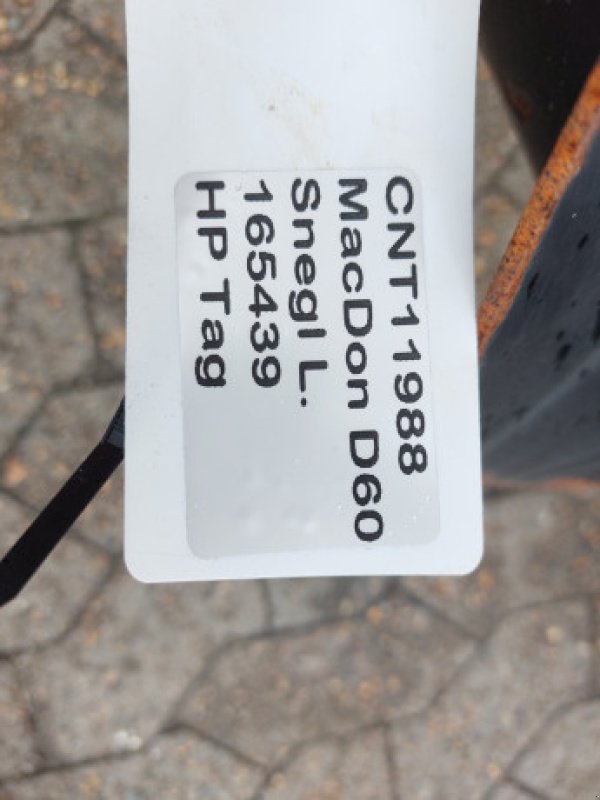 CNT11988
MacDon D60
Snegl L.
165439
HP Tag